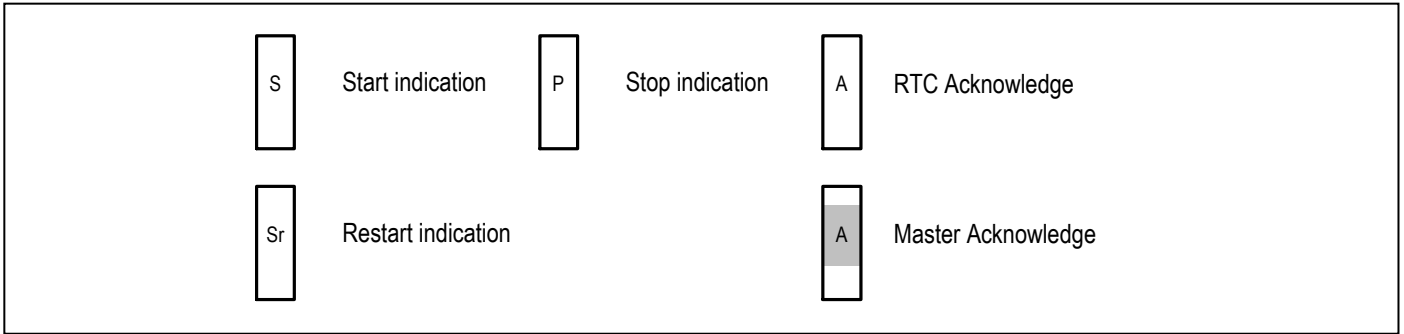 S Start indication P Stop indication A RTC Acknowledge
Sr Restart indication A Master Acknowledge